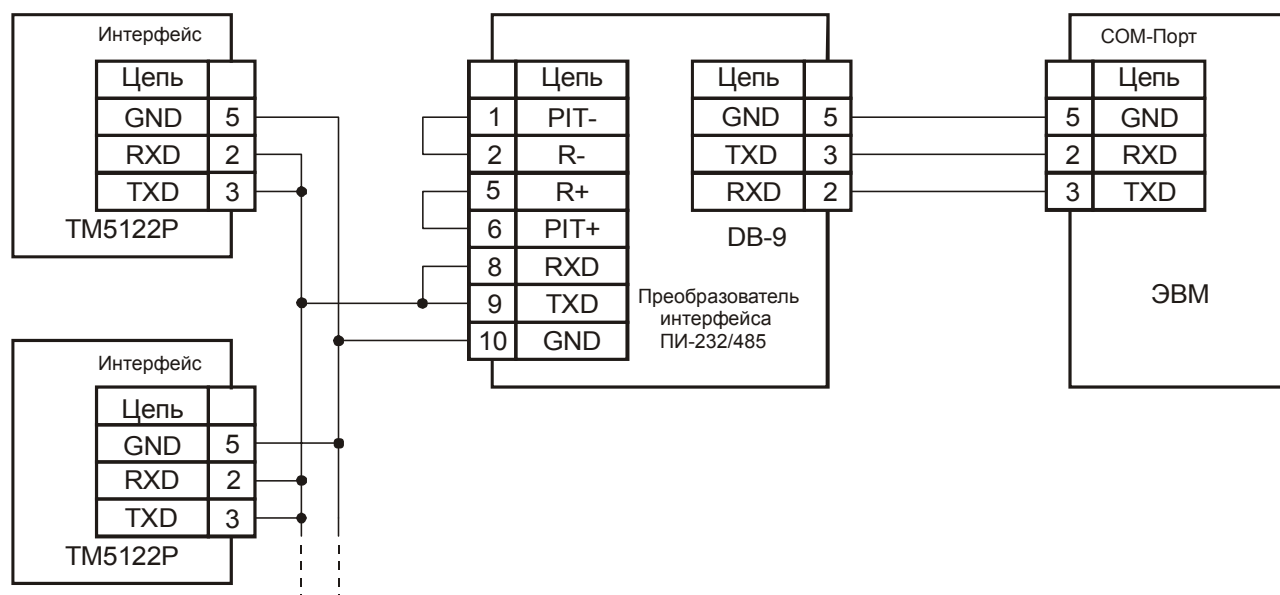 Интерфейс
Цепь
GND 5
RXD 2
TXD 3
ТМ5122Р
Интерфейс
Цепь
GND 5
RXD 2
TXD 3
ТМ5122Р
Цепь
1 PIT-
2 R-
5 R+
6 PIT+
8 RXD
9 TXD
10 GND
Цепь
GND 5
TXD 3
RXD 2
DB-9
Преобразователь
интерфейса
ПИ-232/485
COM-Порт
Цепь
5 GND
2 RXD
3 TXD
ЭВМ